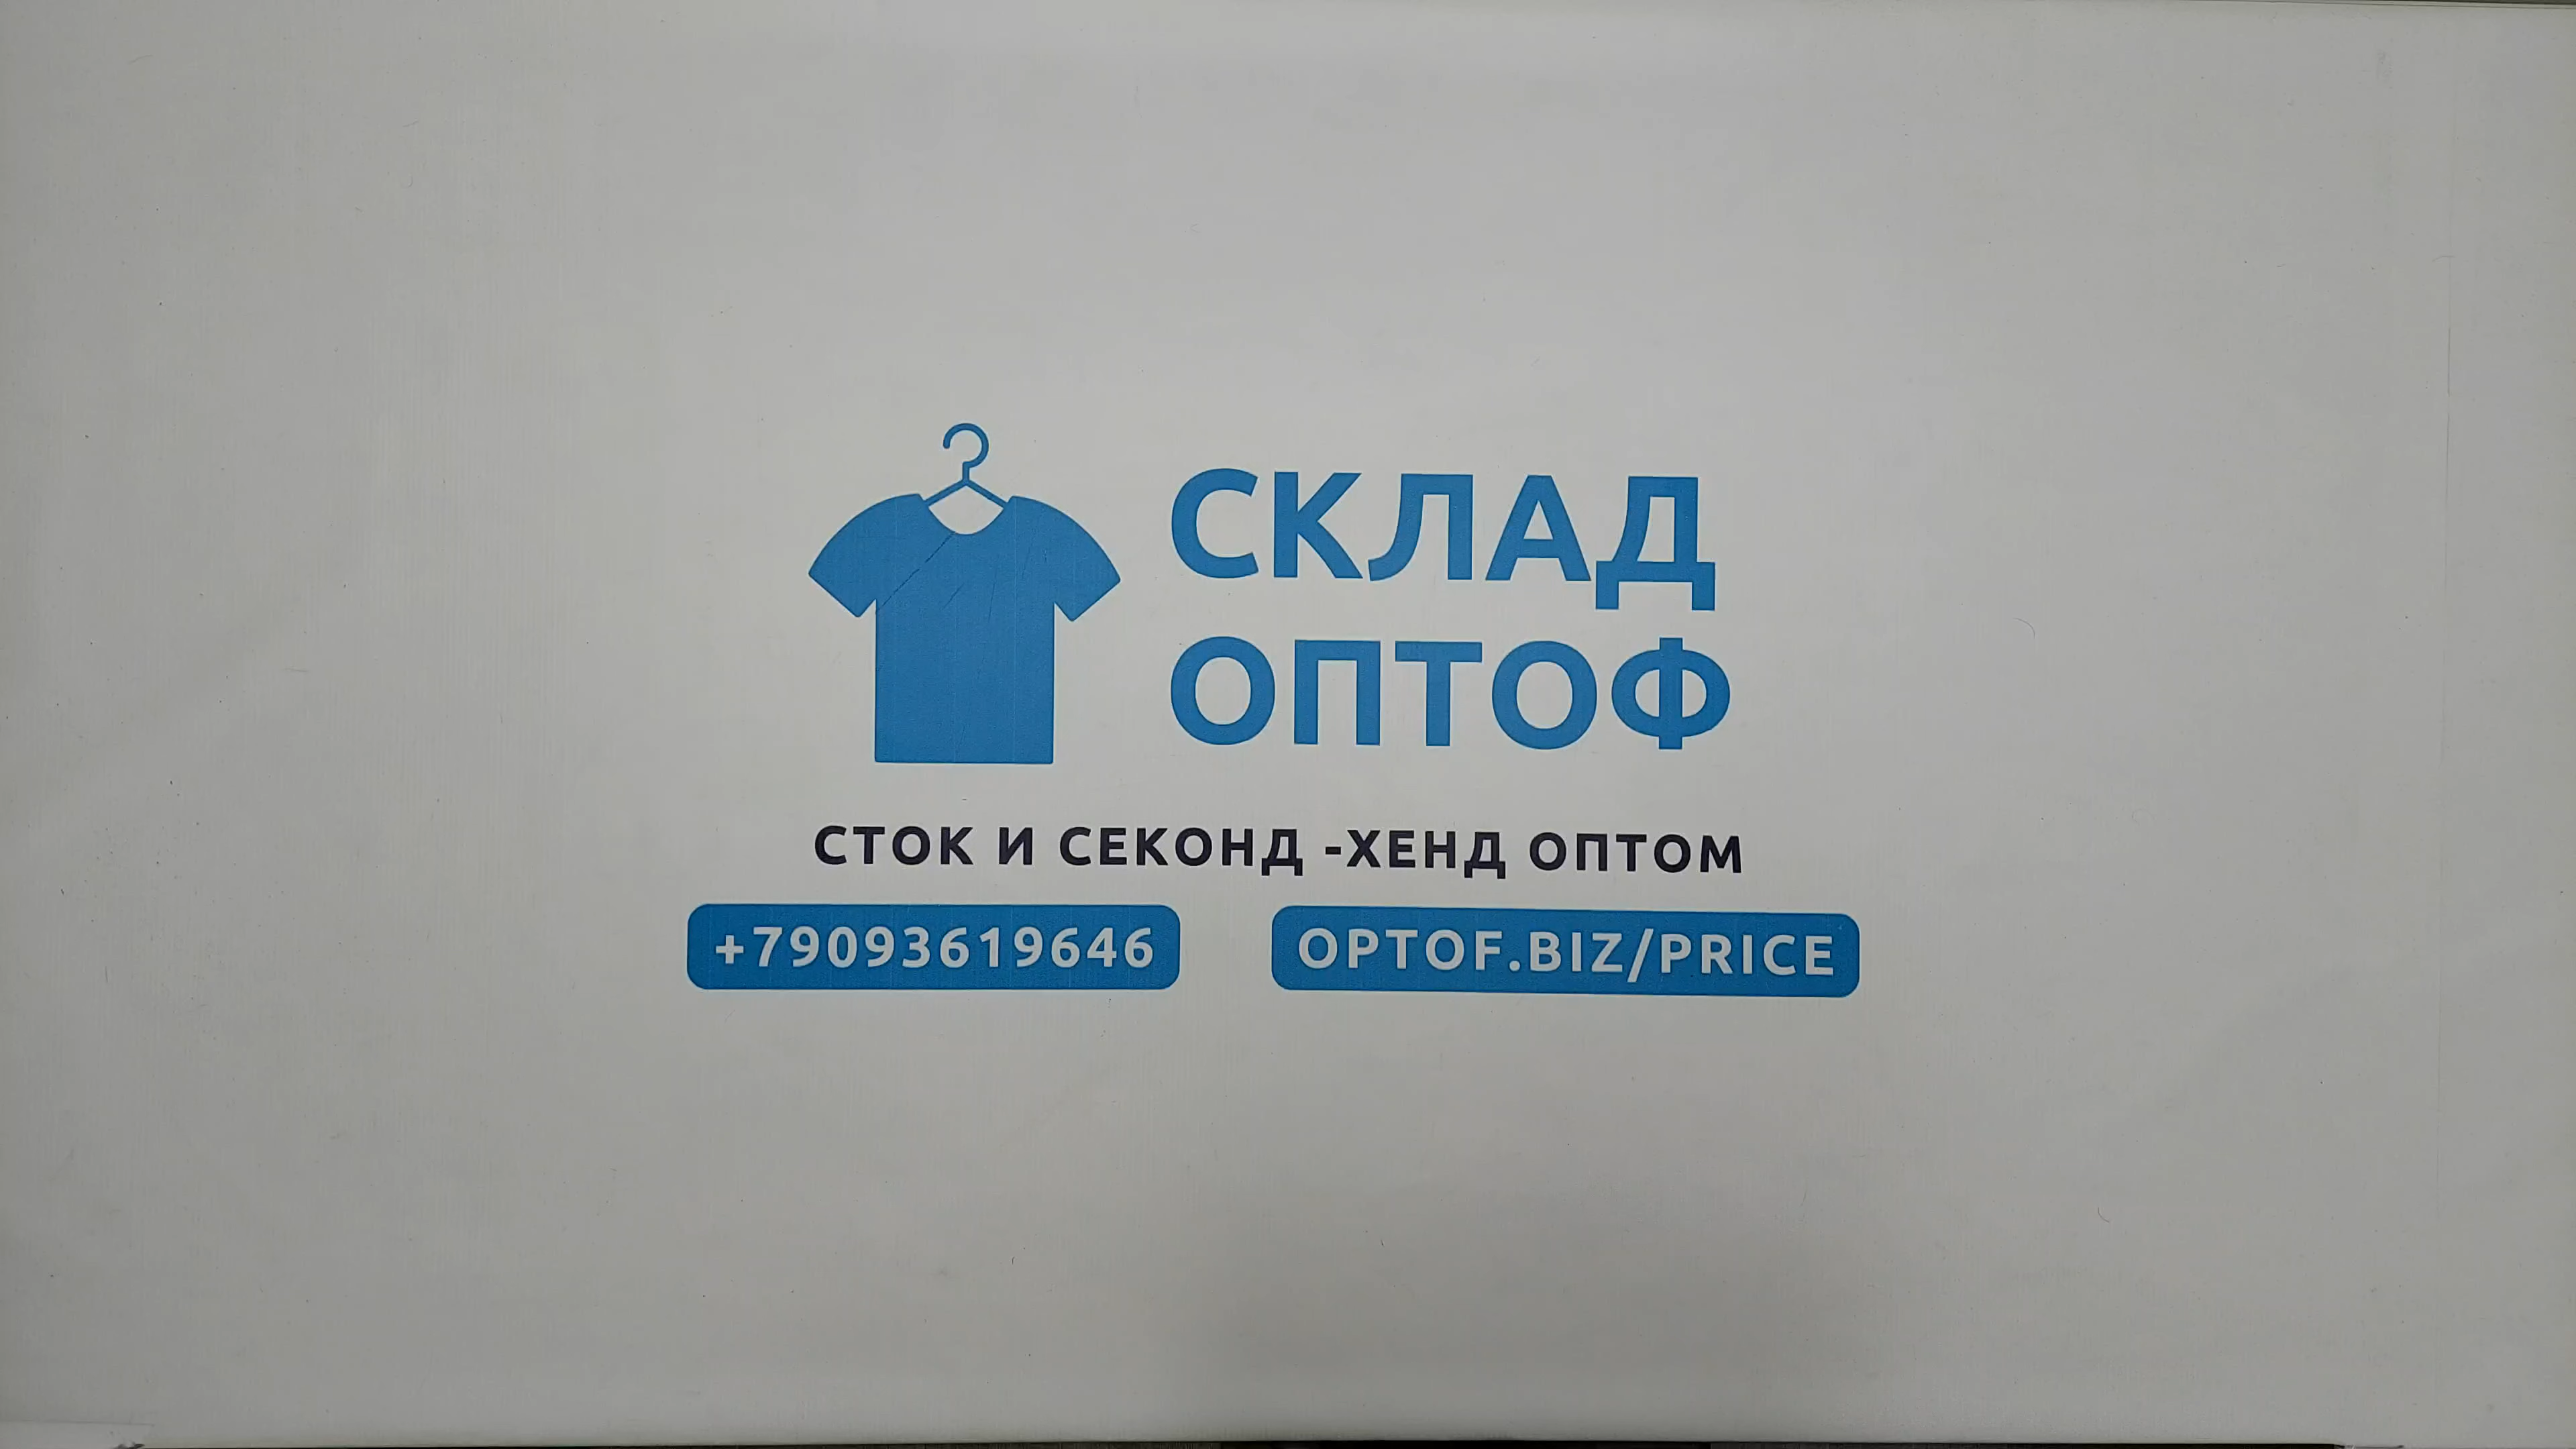 СКЛАД
ОПТОФ
СТОК И СЕКОНД -ХЕНД ОПТОМ
+79093619646
OPTOF.BIZ/PRICE